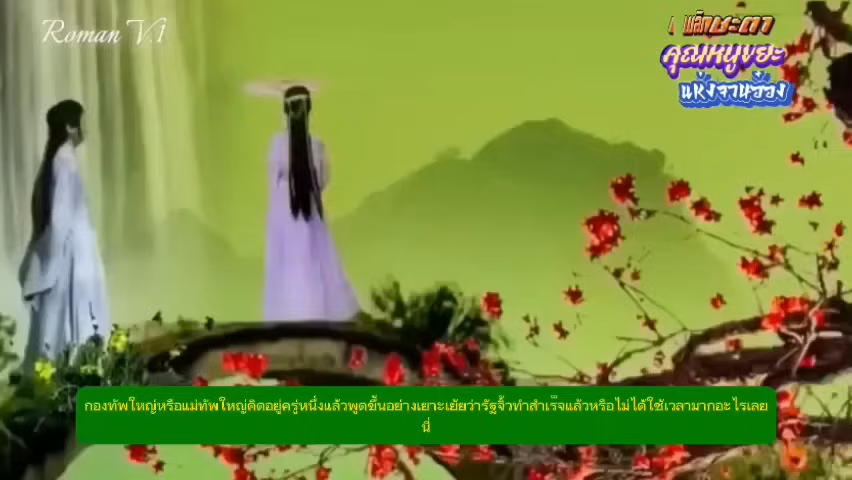 Roman V.1
พลิกชะตา
คุณหนูขยะ
แห่งจวนอ๋อง
กองทัพใหญ่หรือแม่ทัพใหญ่คิดอยู่ครู่หนึ่งแล้วพูดขึ้นอย่างเยาะเย้ยว่ารัฐจิ้วทำสำเร็จแล้วหรือไม่ได้ใช้เวลามากอะไรเลย
นี่